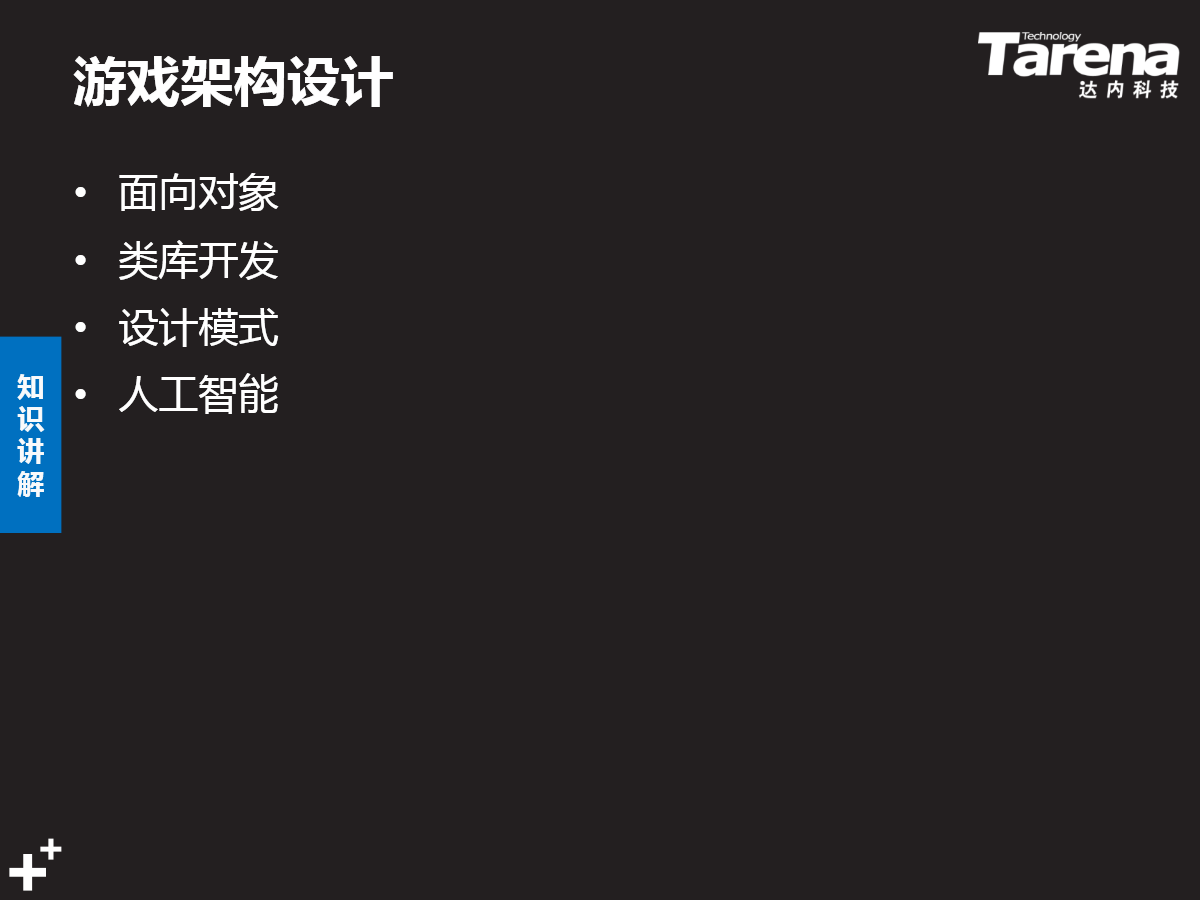 游戏架构设计
Technology
Tarena
达内科技
• 面向对象
• 类库开发
• 设计模式
• 人工智能
知识讲解